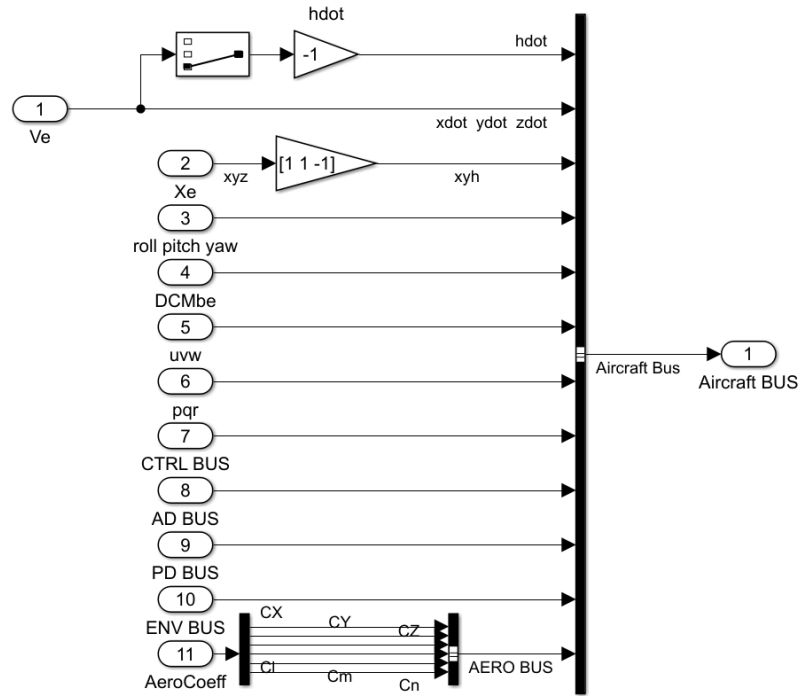 hdot
-1
hdot
1
Ve
xdot ydot zdot
2
Xe
xyz
[1 1 -1]
xyh
3
roll pitch yaw
4
DCMbe
5
uvw
6
pqr
7
CTRL BUS
8
AD BUS
9
PD BUS
10
ENV BUS
11
AeroCoeff
CX
CY
CZ
Cl
Cm
Cn
AERO BUS
Aircraft Bus
1
Aircraft BUS